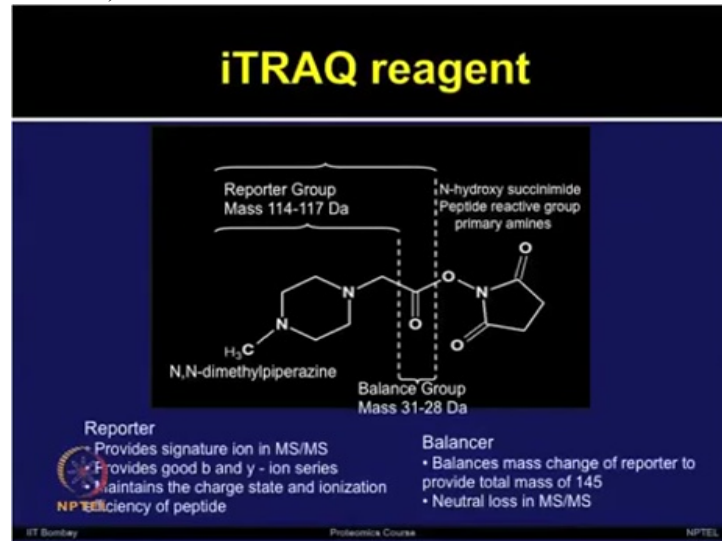 iTRAQ reagent
Reporter Group
Mass 114-117 Da
N-hydroxy succinimide
Peptide reactive group
primary amines
O
O
N
N
O
N
O
H3C
N,N-dimethylpiperazine
Balance Group
Mass 31-28 Da
Reporter
• Provides signature ion in MS/MS
• Provides good b and y - ion series
• Maintains the charge state and ionization
efficiency of peptide
Balancer
• Balances mass change of reporter to
provide total mass of 145
• Neutral loss in MS/MS
NPTEL
IIT Bombay
Proteomics Course
NPTEL